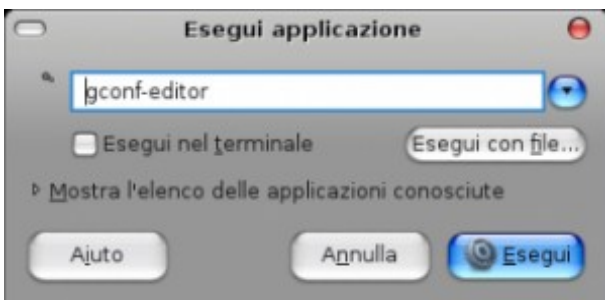 Esegui applicazione
gconf-editor
Esegui nel terminale
Esegui con file...
Mostra l'elenco delle applicazioni conosciute
Aiuto
Annulla
Esegui